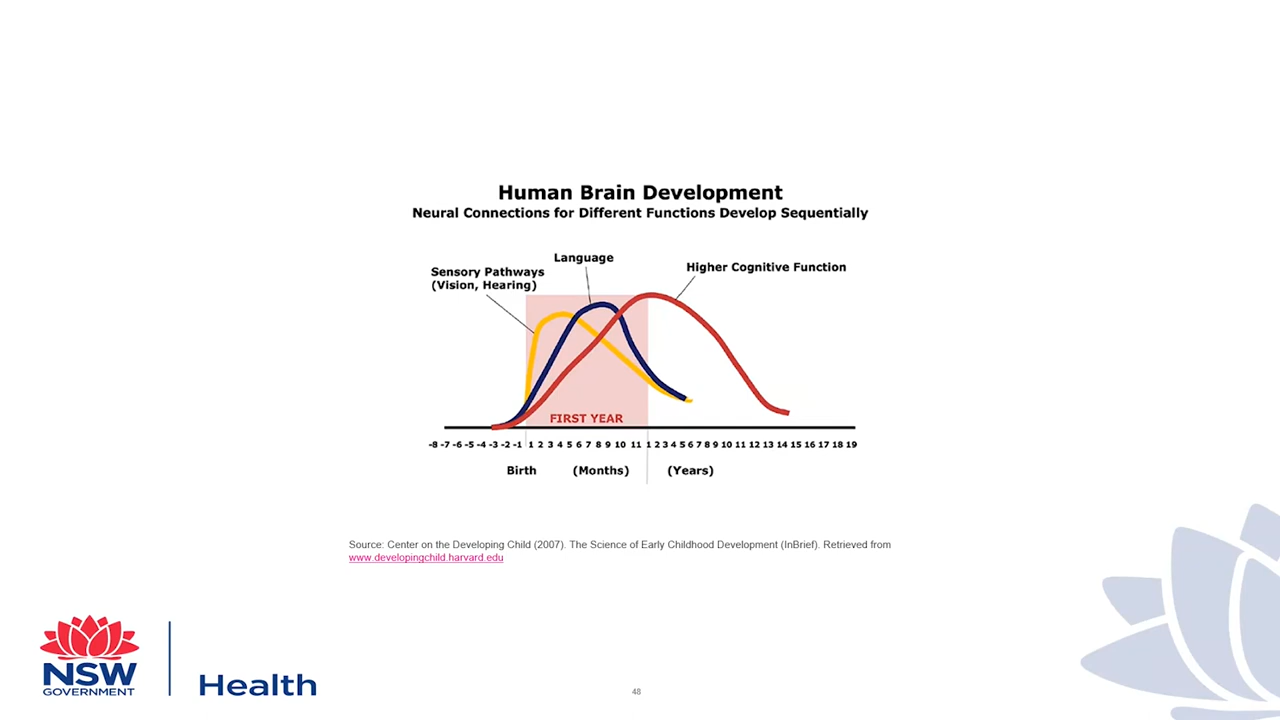 Human Brain Development
Neural Connections for Different Functions Develop Sequentially
Language
Sensory Pathways
(Vision, Hearing)
Higher Cognitive Function
FIRST YEAR
-8 -7 -6 -5 -4 -3 -2 -1 1 2 3 4 5 6 7 8 9 10 11 1 2 3 4 5 6 7 8 9 10 11 12 13 14 15 16 17 18 19
Birth (Months) (Years)
Source: Center on the Developing Child (2007). The Science of Early Childhood Development (InBrief). Retrieved from
www.developingchild.harvard.edu
NSW
GOVERNMENT
Health
48